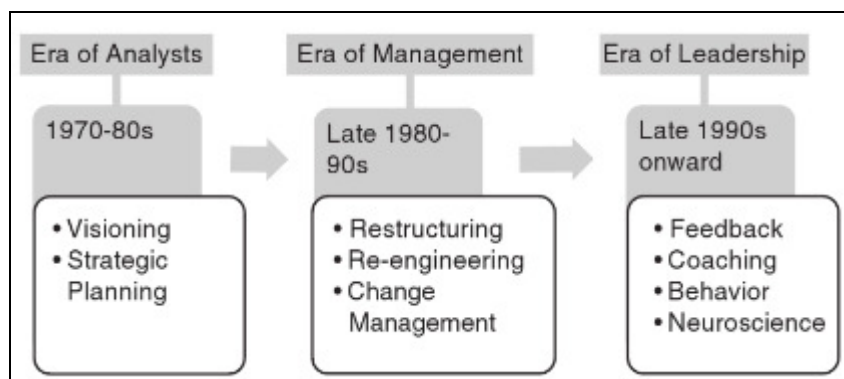 Era of Analysts
1970-80s
• Visioning
• Strategic
Planning
Era of Management
Late 1980-
90s
• Restructuring
• Re-engineering
• Change
Management
Era of Leadership
Late 1990s
onward
• Feedback
• Coaching
• Behavior
• Neuroscience